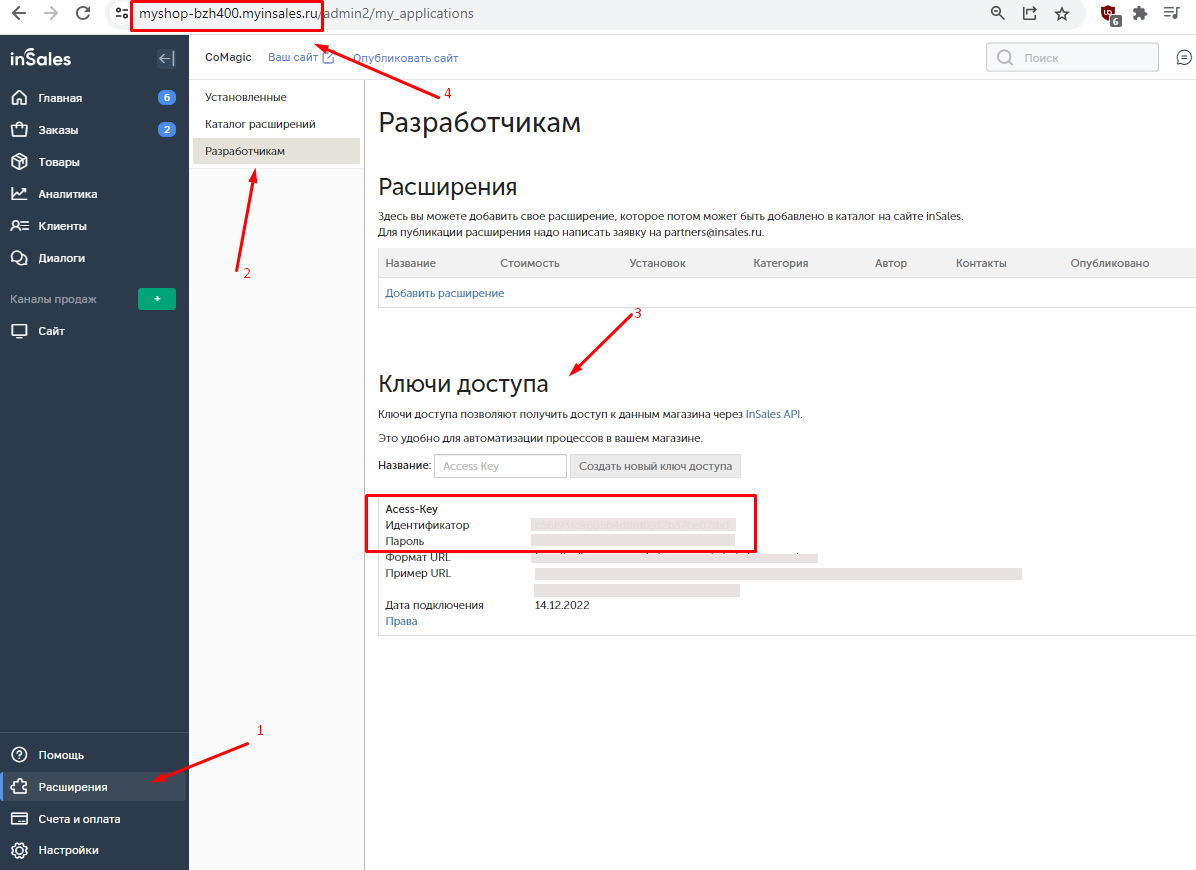 myshop-bzh400.myinsales.ru/admin2/my_applications
6
inSales
CoMagic
Ваш сайт
Опубликовать сайт
Поиск
4
Главная
6
Заказы
2
Товары
Аналитика
Клиенты
Диалоги
Каналы продаж
+
Сайт
Установленные
Каталог расширений
Разработчикам
2
Разработчикам
Расширения
Здесь вы можете добавить свое расширение, которое потом может быть добавлено в каталог на сайте inSales.
Для публикации расширения надо написать заявку на partners@insales.ru.
Название Стоимость Установок Категория Автор Контакты Опубликовано
Добавить расширение
3
Ключи доступа
Ключи доступа позволяют получить доступ к данным магазина через InSales API.
Это удобно для автоматизации процессов в вашем магазине.
Название: Access Key Создать новый ключ доступа
Acess-Key
Идентификатор
Пароль
Формат URL
Пример URL
Дата подключения 14.12.2022
Права
1
Помощь
Расширения
Счета и оплата
Настройки